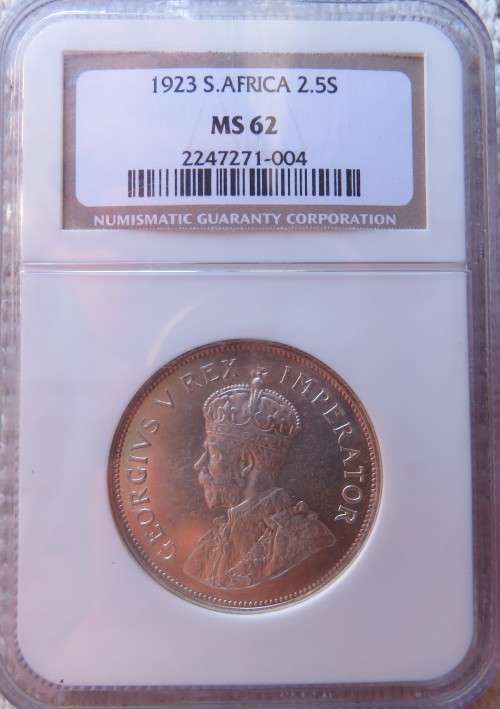 1923 S.AFRICA 2.5S
MS 62
2247271-004
NUMISMATIC GUARANTY CORPORATION
GEORGIVS V REX IMPERATOR